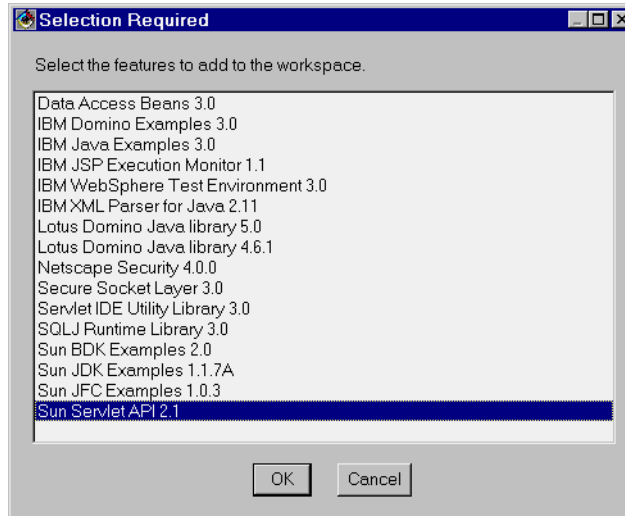 Selection Required
Select the features to add to the workspace.
Data Access Beans 3.0
IBM Domino Examples 3.0
IBM Java Examples 3.0
IBM JSP Execution Monitor 1.1
IBM WebSphere Test Environment 3.0
IBM XML Parser for Java 2.11
Lotus Domino Java library 5.0
Lotus Domino Java library 4.6.1
Netscape Security 4.0.0
Secure Socket Layer 3.0
Servlet IDE Utility Library 3.0
SQLJ Runtime Library 3.0
Sun BDK Examples 2.0
Sun JDK Examples 1.1.7A
Sun JFC Examples 1.0.3
Sun Servlet API 2.1
OK Cancel